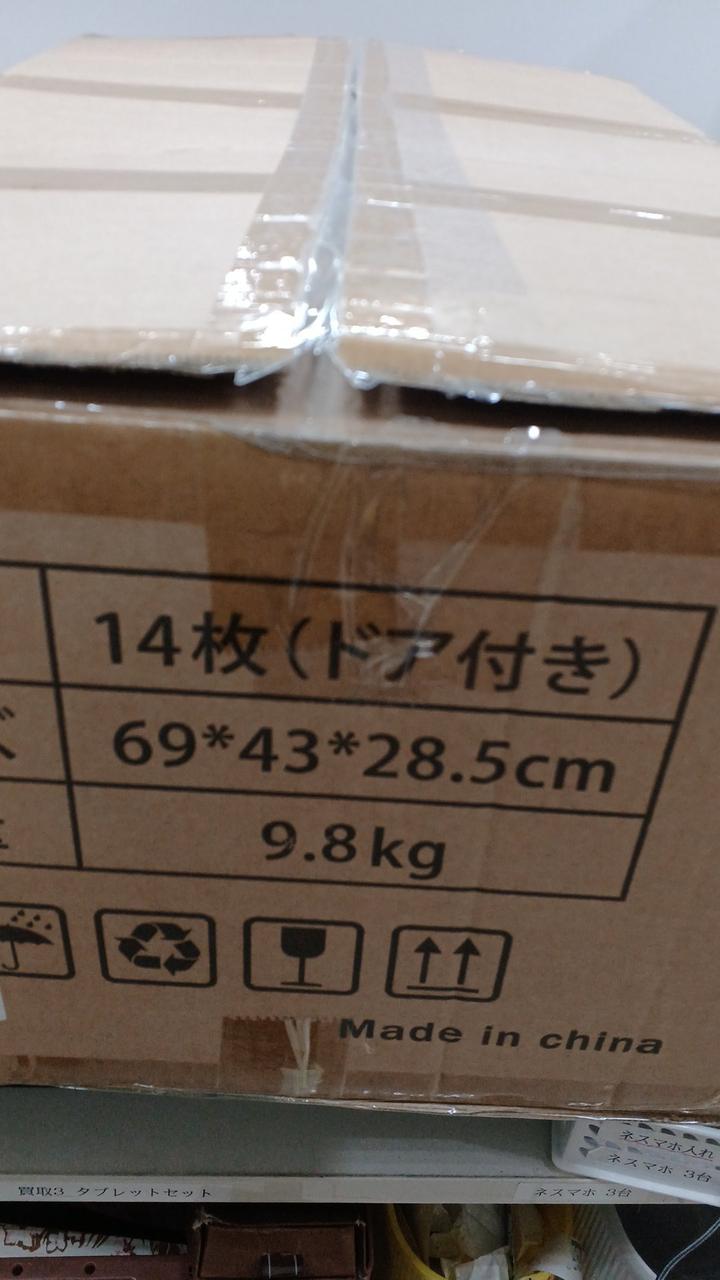 14枚（ドア付き）
69*43*28.5cm
9.8kg
Made in china
ネスマホ入れ
ネスマホ 3台
買取3 タブレットセット
ネスマホ 3台